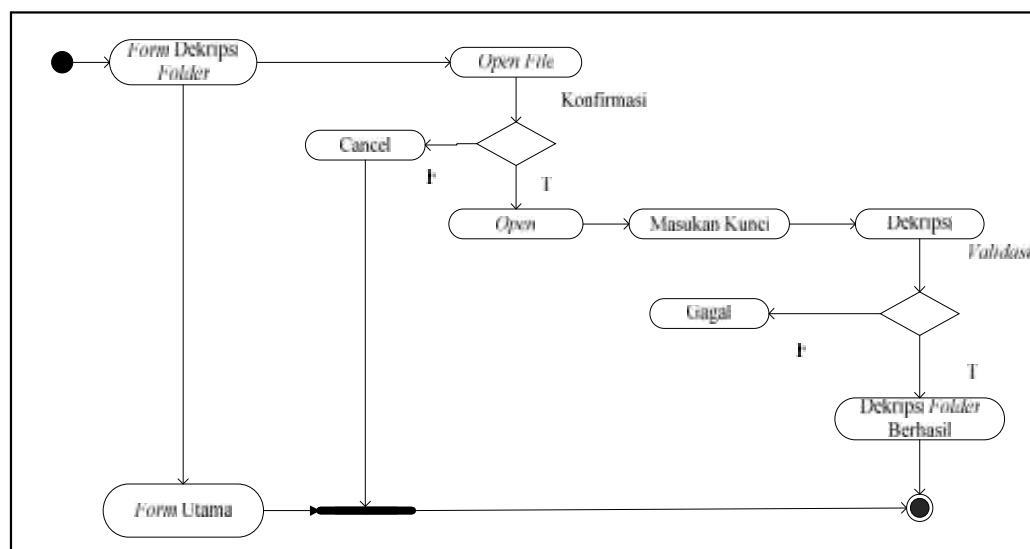 Form Dekripsi
Folder
Open File
Konfirmasi
Cancel
F
T
Open
Masukan Kunci
Dekripsi
Validasi
Gagal
F
T
Dekripsi Folder
Berhasil
Form Utama